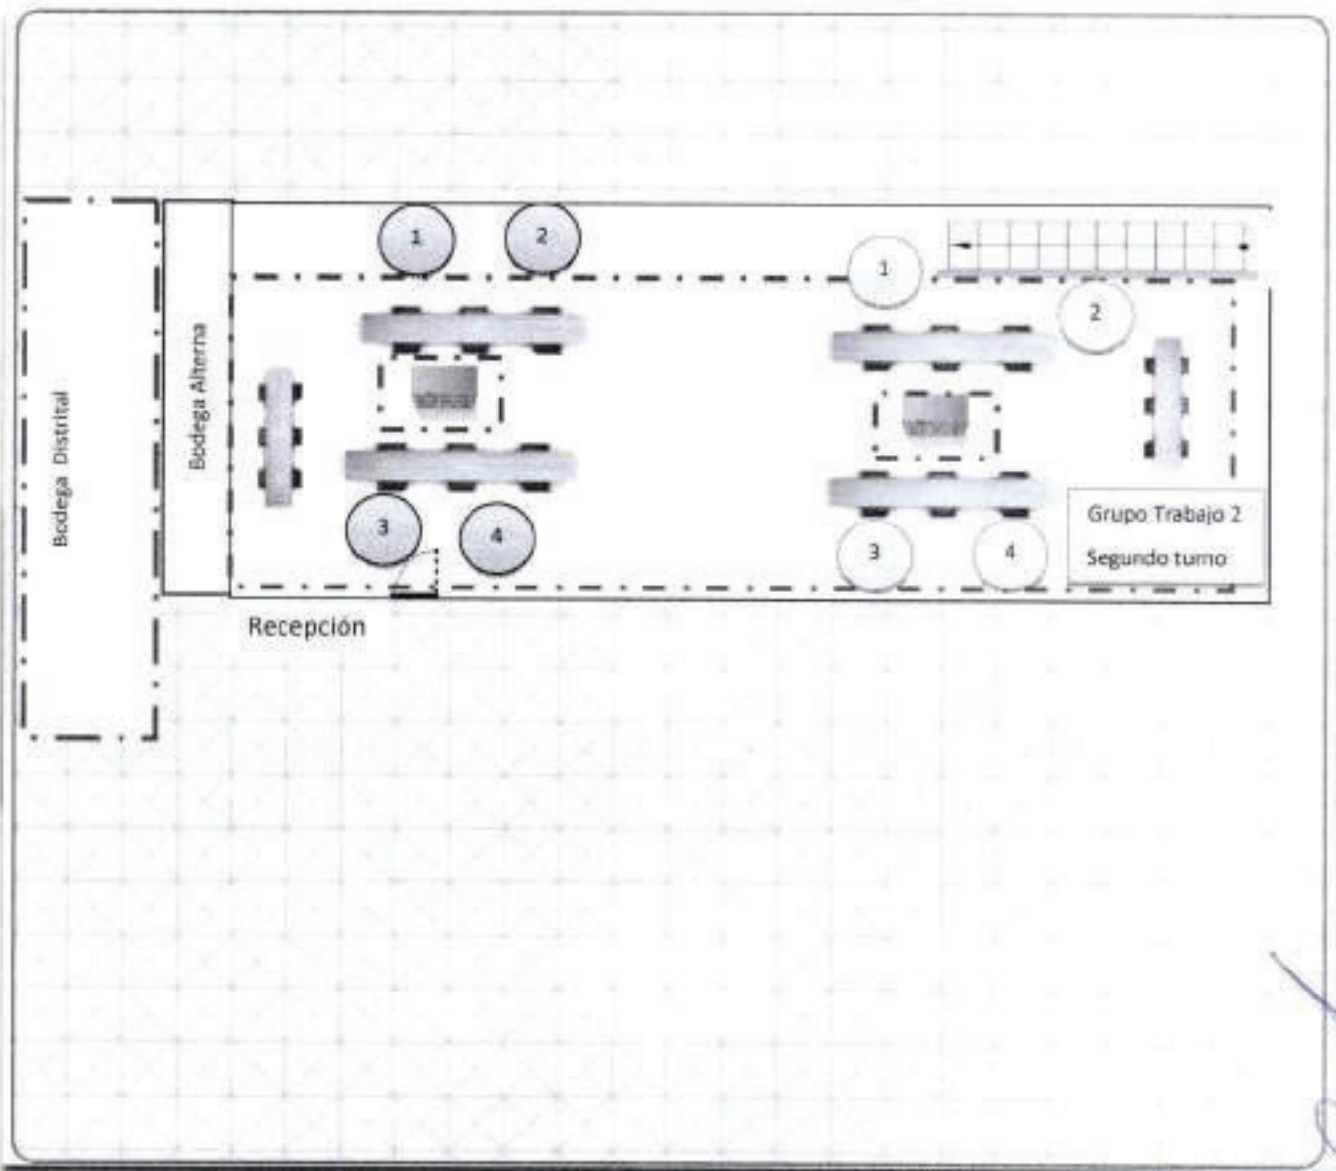 1
2
1
2
Bodega Distrital
Bodega Alterna
3
4
3
4
Grupo Trabajo 2
Segundo turno
Recepción